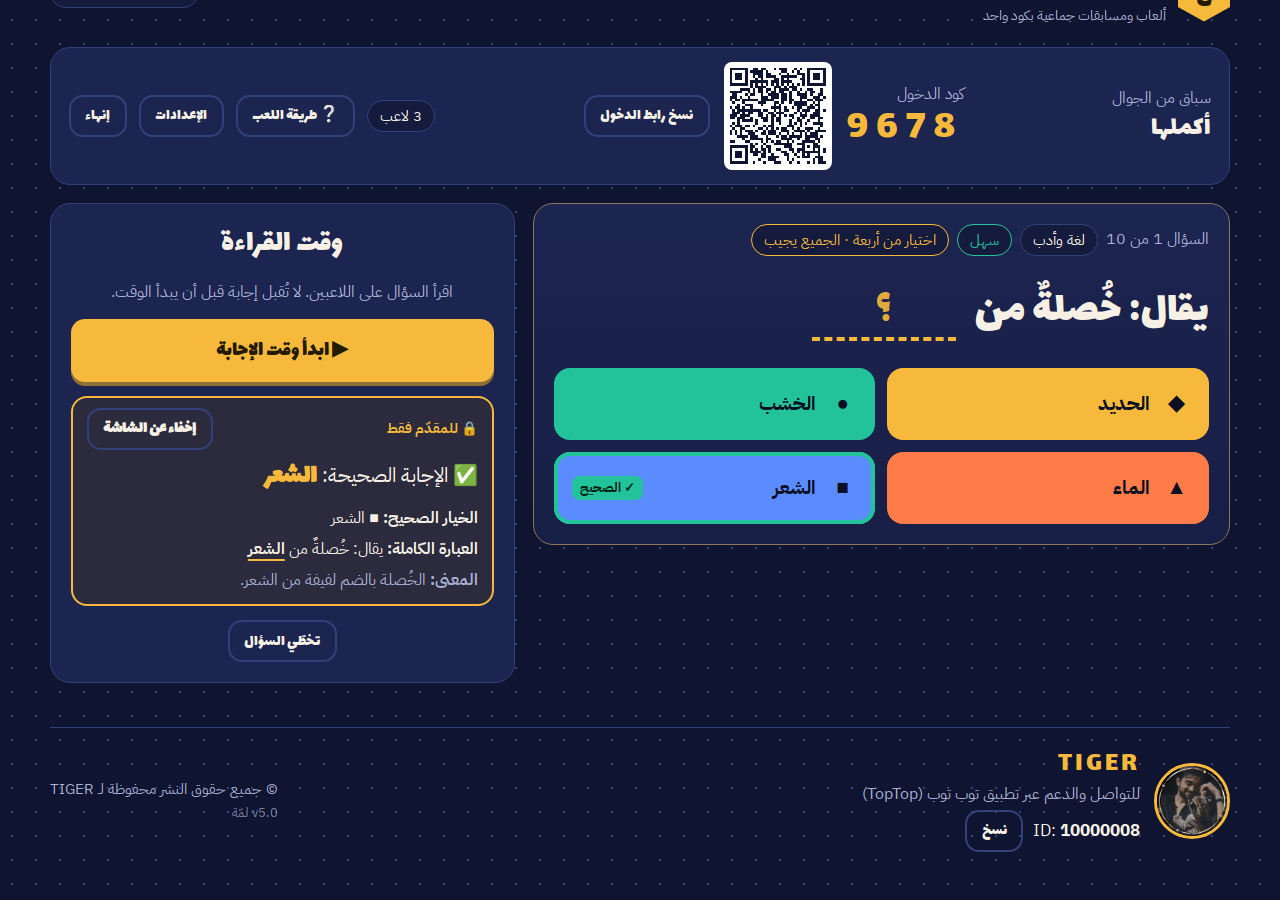 ألعاب ومسابقات جماعية بكود واحد
سباق من الجوال
أكملها
كود الدخول
9678
نسخ رابط الدخول
3 لاعب
❔ طريقة اللعب
الإعدادات
إنهاء
السؤال 1 من 10
لغة وأدب
سهل
اختيار من أربعة · الجميع يجيب
يقال: خُصلةٌ من ؟
◆ الحديد
● الخشب
▲ الماء
■ الشعر
✓ الصحيح
وقت القراءة
اقرأ السؤال على اللاعبين. لا تُقبل إجابة قبل أن يبدأ الوقت.
▶ ابدأ وقت الإجابة
🔒 للمقدّم فقط
إخفاء عن الشاشة
✅ الإجابة الصحيحة: الشعر
الخيار الصحيح: ■ الشعر
العبارة الكاملة: يقال: خُصلةٌ من الشعر
المعنى: الخُصلة بالضم لفيفة من الشعر.
تخطّي السؤال
TIGER
للتواصل والدعم عبر تطبيق توب توب (TopTop)
ID: 10000008
نسخ
© جميع حقوق النشر محفوظة لـ TIGER
لمّة v5.0